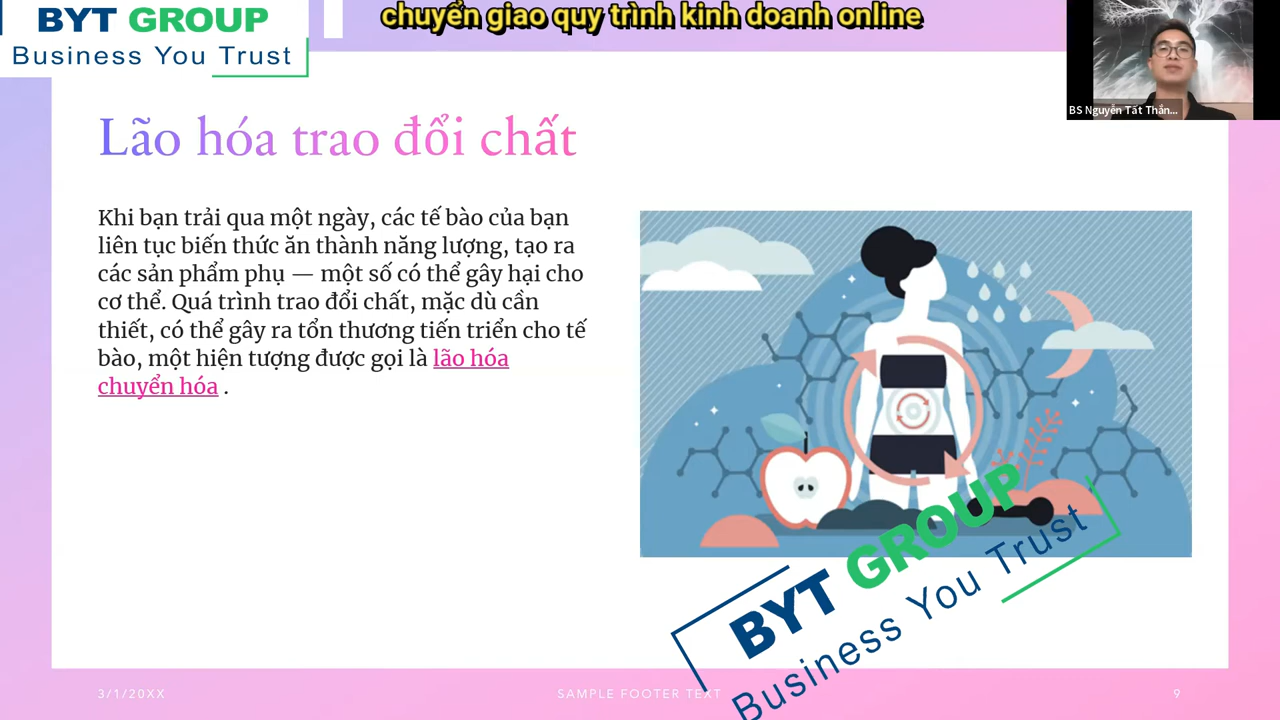 BYT GROUP
Business You Trust
chuyển giao quy trình kinh doanh online
BS Nguyễn Tất Thắn...
Lão hóa trao đổi chất
Khi bạn trải qua một ngày, các tế bào của bạn
liên tục biến thức ăn thành năng lượng, tạo ra
các sản phẩm phụ — một số có thể gây hại cho
cơ thể. Quá trình trao đổi chất, mặc dù cần
thiết, có thể gây ra tổn thương tiến triển cho tế
bào, một hiện tượng được gọi là lão hóa
chuyển hóa .
BYT GROUP
Business You Trust
3/1/20XX
SAMPLE FOOTER TEXT
9